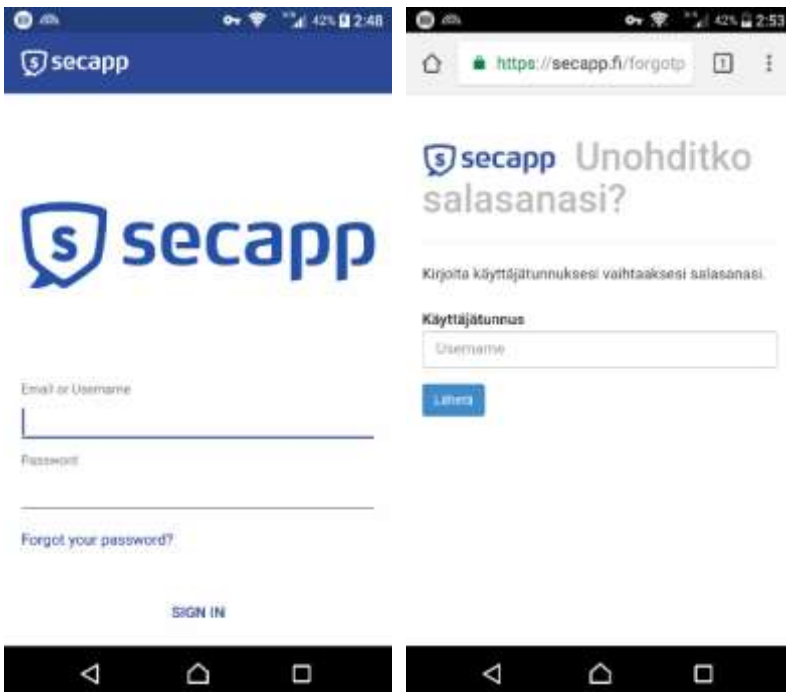 42% 2:48
secapp
secapp
Email or Username
Password
Forgot your password?
SIGN IN
42% 2:53
https://secapp.fi/forgotp
1
secapp Unohditko
salasanasi?
Kirjoita käyttäjätunnuksesi vaihtaaksesi salasanasi.
Käyttäjätunnus
Username
Lähetä